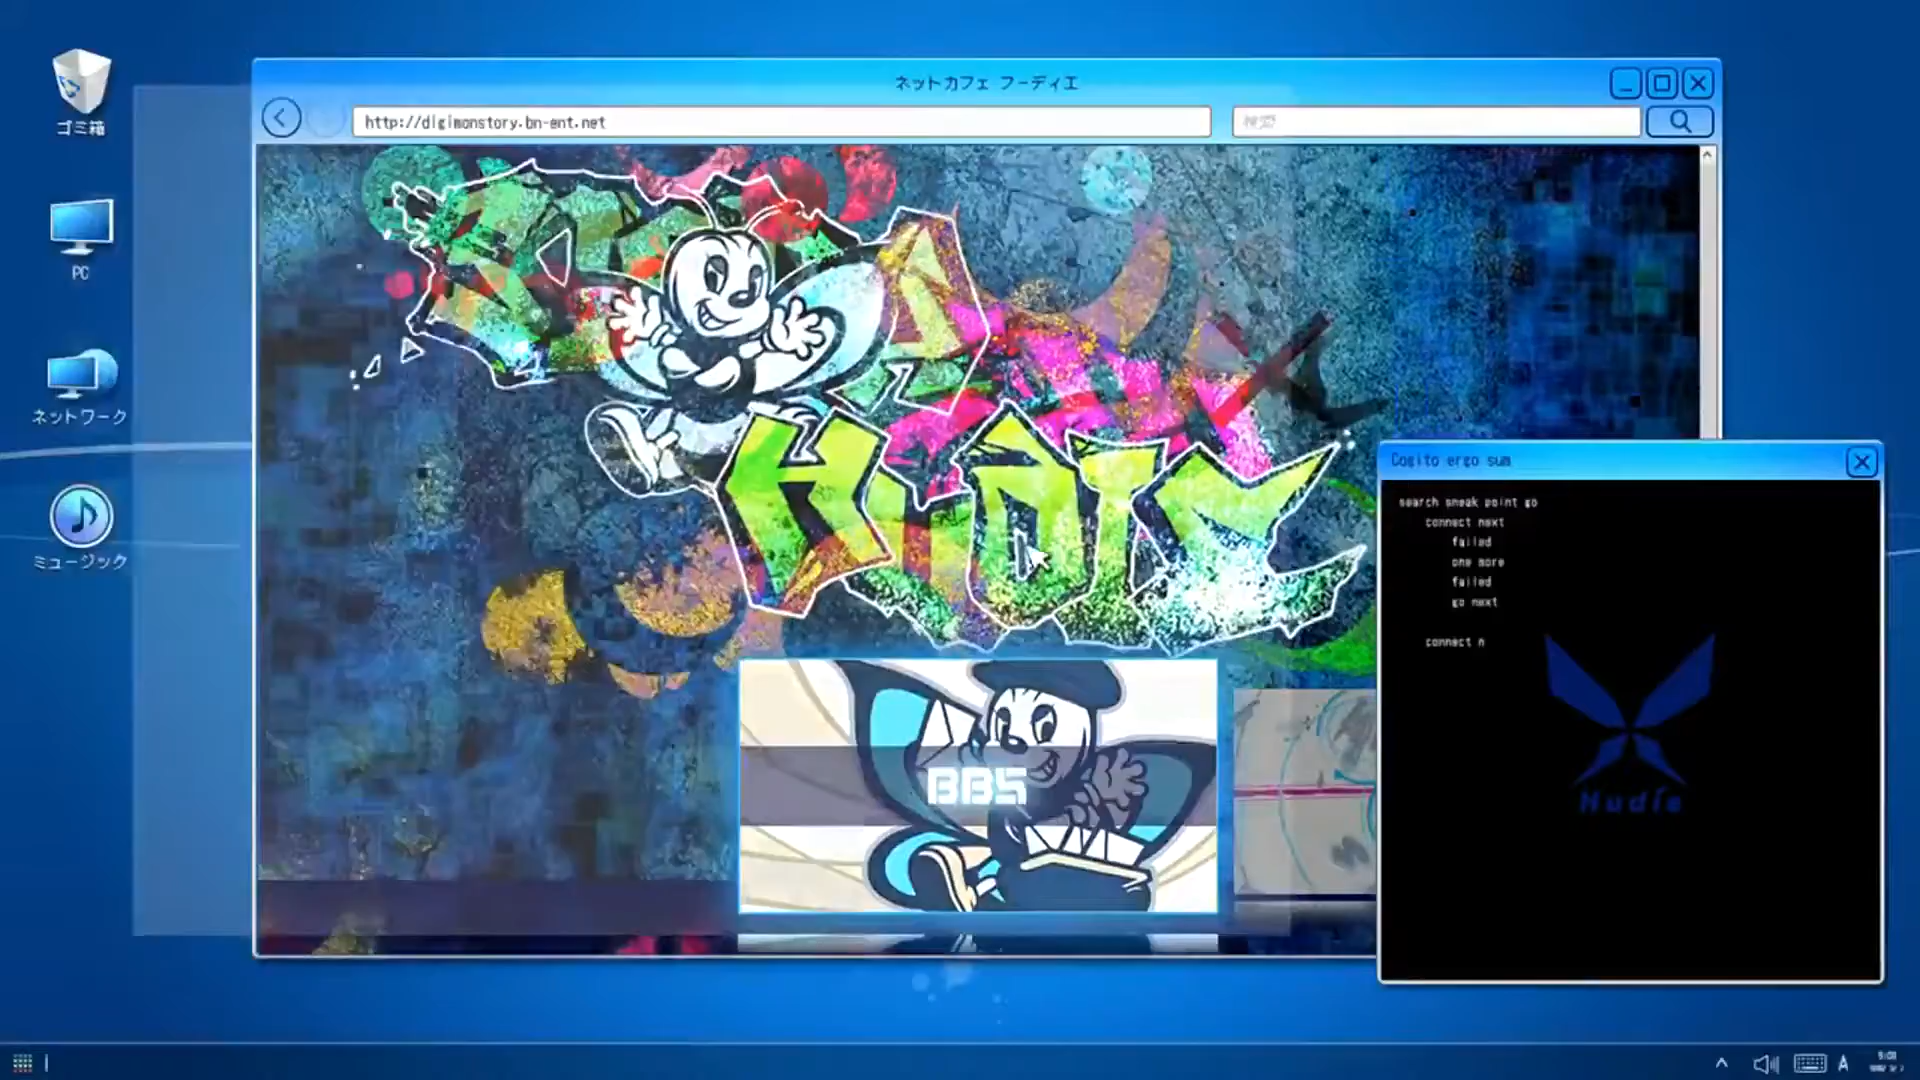 ネットカフェ フーディエ
http://digimonstory.bn-ent.net
検索
ゴミ箱
PC
ネットワーク
ミュージック
Hudie
BBS
Cogito ergo sum
search sneak point go
connect next
failed
one more
failed
go next
connect n
Hudie
A